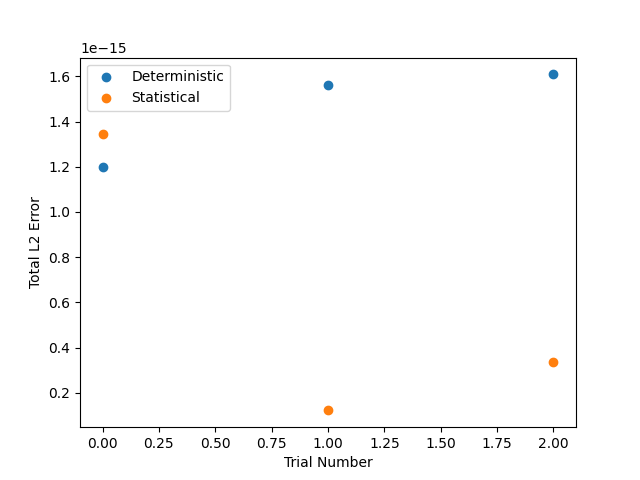 1e−15
Deterministic
Statistical
1.6
1.4
1.2
1.0
0.8
0.6
0.4
0.2
Total L2 Error
0.00 0.25 0.50 0.75 1.00 1.25 1.50 1.75 2.00
Trial Number